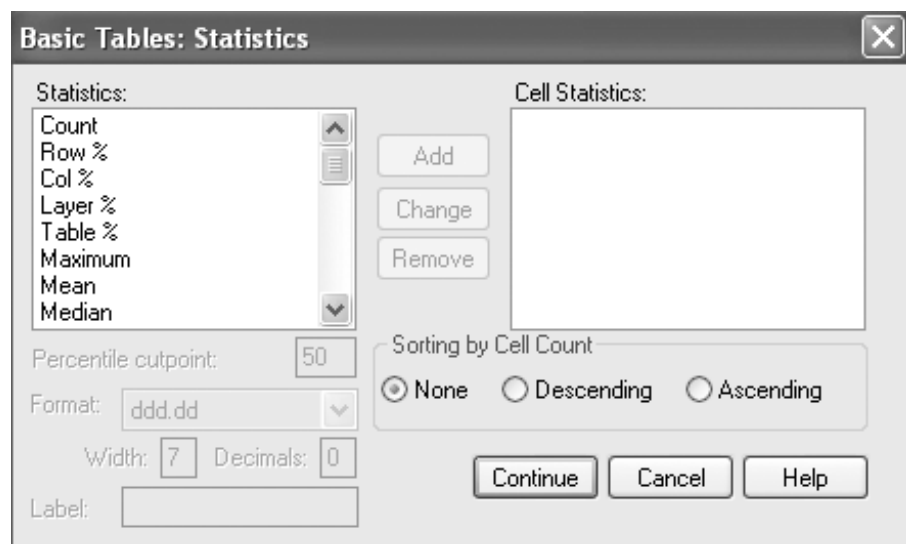 Basic Tables: Statistics
Statistics:
Cell Statistics:
Count
Row %
Col %
Layer %
Table %
Maximum
Mean
Median
Add
Change
Remove
Percentile cutpoint: 50
Format: ddd.dd
Width: 7 Decimals: 0
Label:
Sorting by Cell Count
None Descending Ascending
Continue Cancel Help